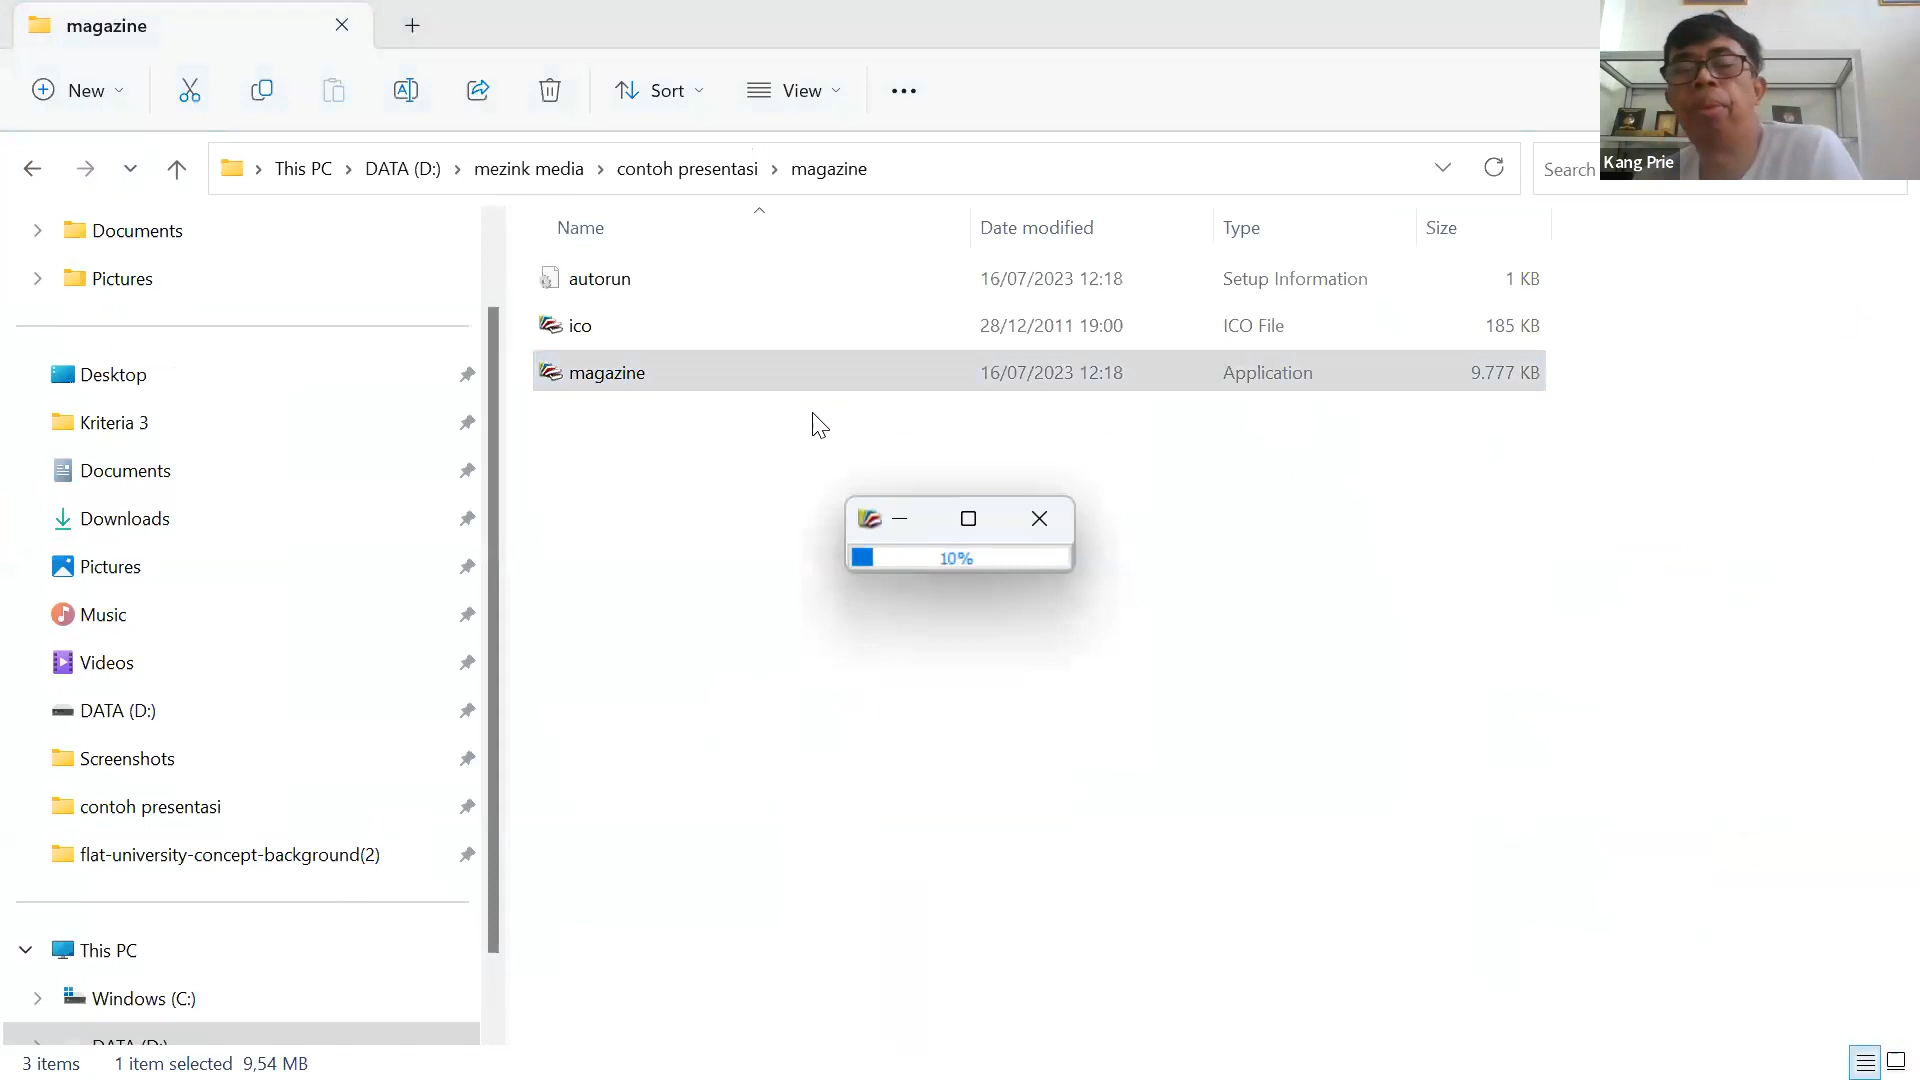 magazine
New
Sort
View
This PC > DATA (D:) > mezink media > contoh presentasi > magazine
Search
Kang Prie
Documents
Pictures
Desktop
Kriteria 3
Documents
Downloads
Pictures
Music
Videos
DATA (D:)
Screenshots
contoh presentasi
flat-university-concept-background(2)
This PC
Windows (C:)
DATA (D:)
Name Date modified Type Size
autorun 16/07/2023 12:18 Setup Information 1 KB
ico 28/12/2011 19:00 ICO File 185 KB
magazine 16/07/2023 12:18 Application 9.777 KB
10%
3 items 1 item selected 9,54 MB